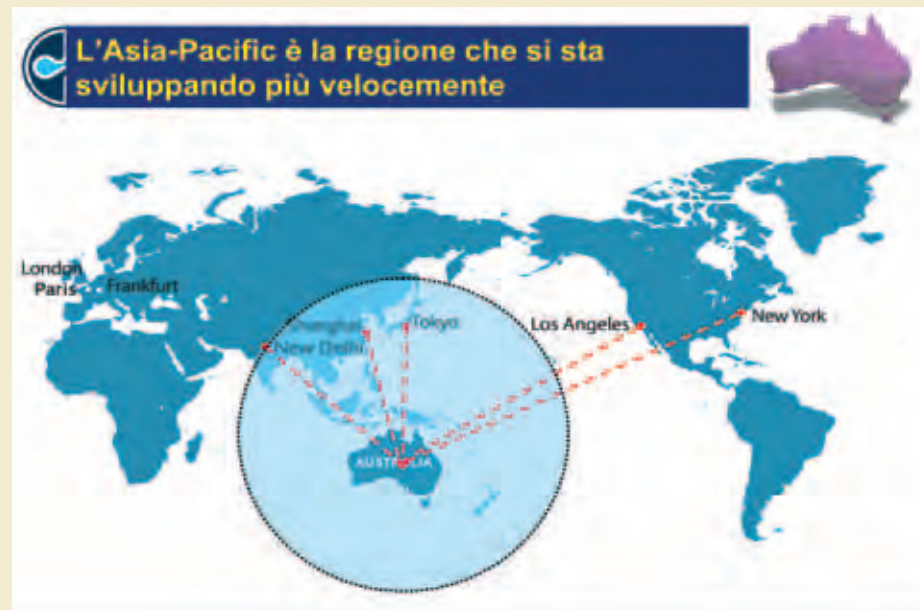 L'Asia-Pacific è la regione che si sta
sviluppando più velocemente
London
Paris
Frankfurt
Shanghai
Tokyo
New Delhi
Los Angeles
New York
AUSTRALIA